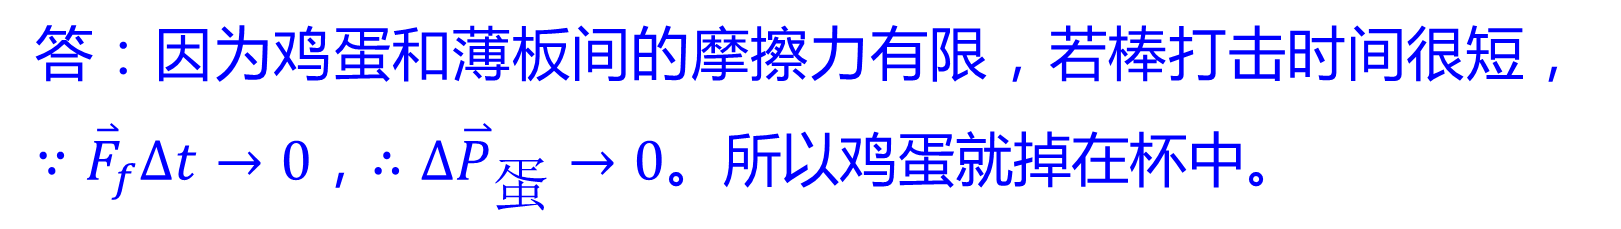 答：因为鸡蛋和薄板间的摩擦力有限，若棒打击时间很短，
∵ F⃗_f Δt → 0，∴ ΔP⃗_蛋 → 0。所以鸡蛋就掉在杯中。